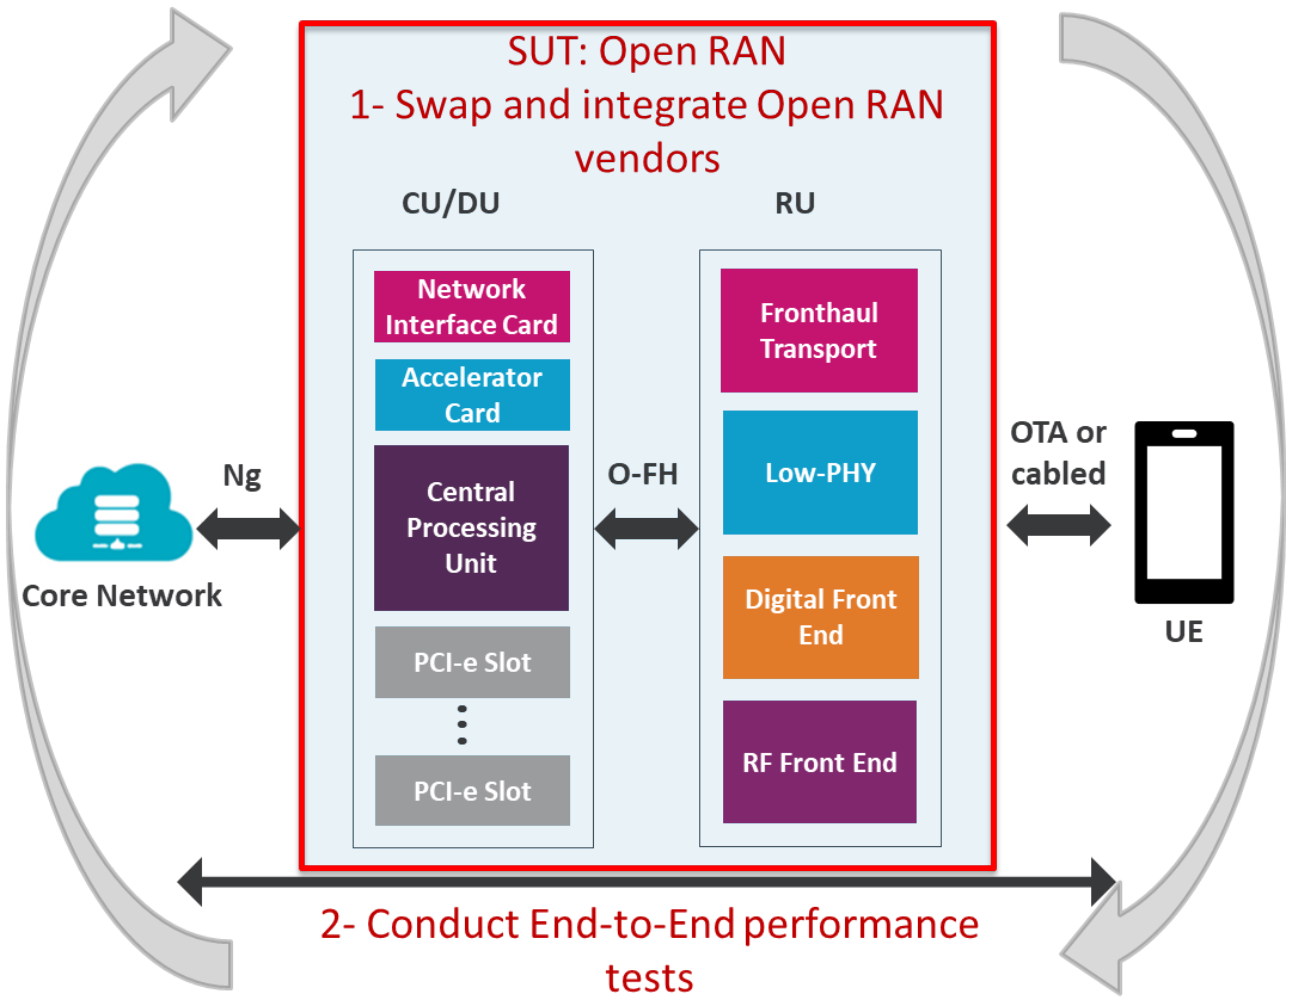 SUT: Open RAN
1- Swap and integrate Open RAN
vendors
CU/DU
RU
Network
Interface Card
Accelerator
Card
Central
Processing
Unit
PCI-e Slot
PCI-e Slot
Fronthaul
Transport
Low-PHY
Digital Front
End
RF Front End
Ng
O-FH
OTA or
cabled
Core Network
UE
2- Conduct End-to-End performance
tests